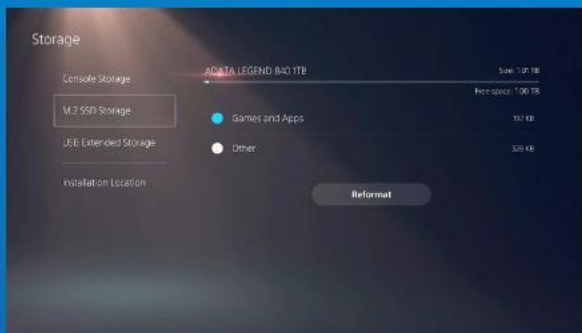 Storage
Console Storage
M.2 SSD Storage
USB Extended Storage
Installation Location
ADATA LEGEND 840 1TB
Size: 1.01 TB
Free space: 1.00 TB
Games and Apps
197 KB
Other
328 KB
Reformat